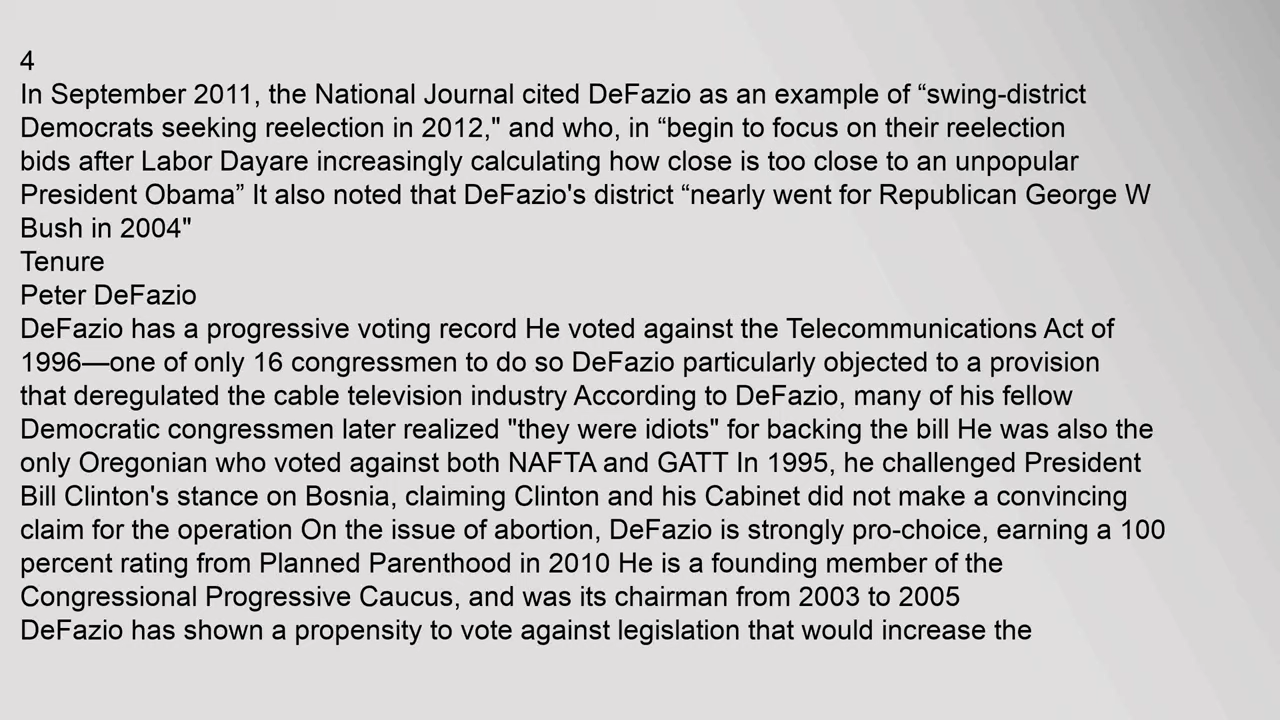 4
In September 2011, the National Journal cited DeFazio as an example of “swing-district
Democrats seeking reelection in 2012," and who, in “begin to focus on their reelection
bids after Labor Dayare increasingly calculating how close is too close to an unpopular
President Obama” It also noted that DeFazio's district “nearly went for Republican George W
Bush in 2004"
Tenure
Peter DeFazio
DeFazio has a progressive voting record He voted against the Telecommunications Act of
1996—one of only 16 congressmen to do so DeFazio particularly objected to a provision
that deregulated the cable television industry According to DeFazio, many of his fellow
Democratic congressmen later realized "they were idiots" for backing the bill He was also the
only Oregonian who voted against both NAFTA and GATT In 1995, he challenged President
Bill Clinton's stance on Bosnia, claiming Clinton and his Cabinet did not make a convincing
claim for the operation On the issue of abortion, DeFazio is strongly pro-choice, earning a 100
percent rating from Planned Parenthood in 2010 He is a founding member of the
Congressional Progressive Caucus, and was its chairman from 2003 to 2005
DeFazio has shown a propensity to vote against legislation that would increase the